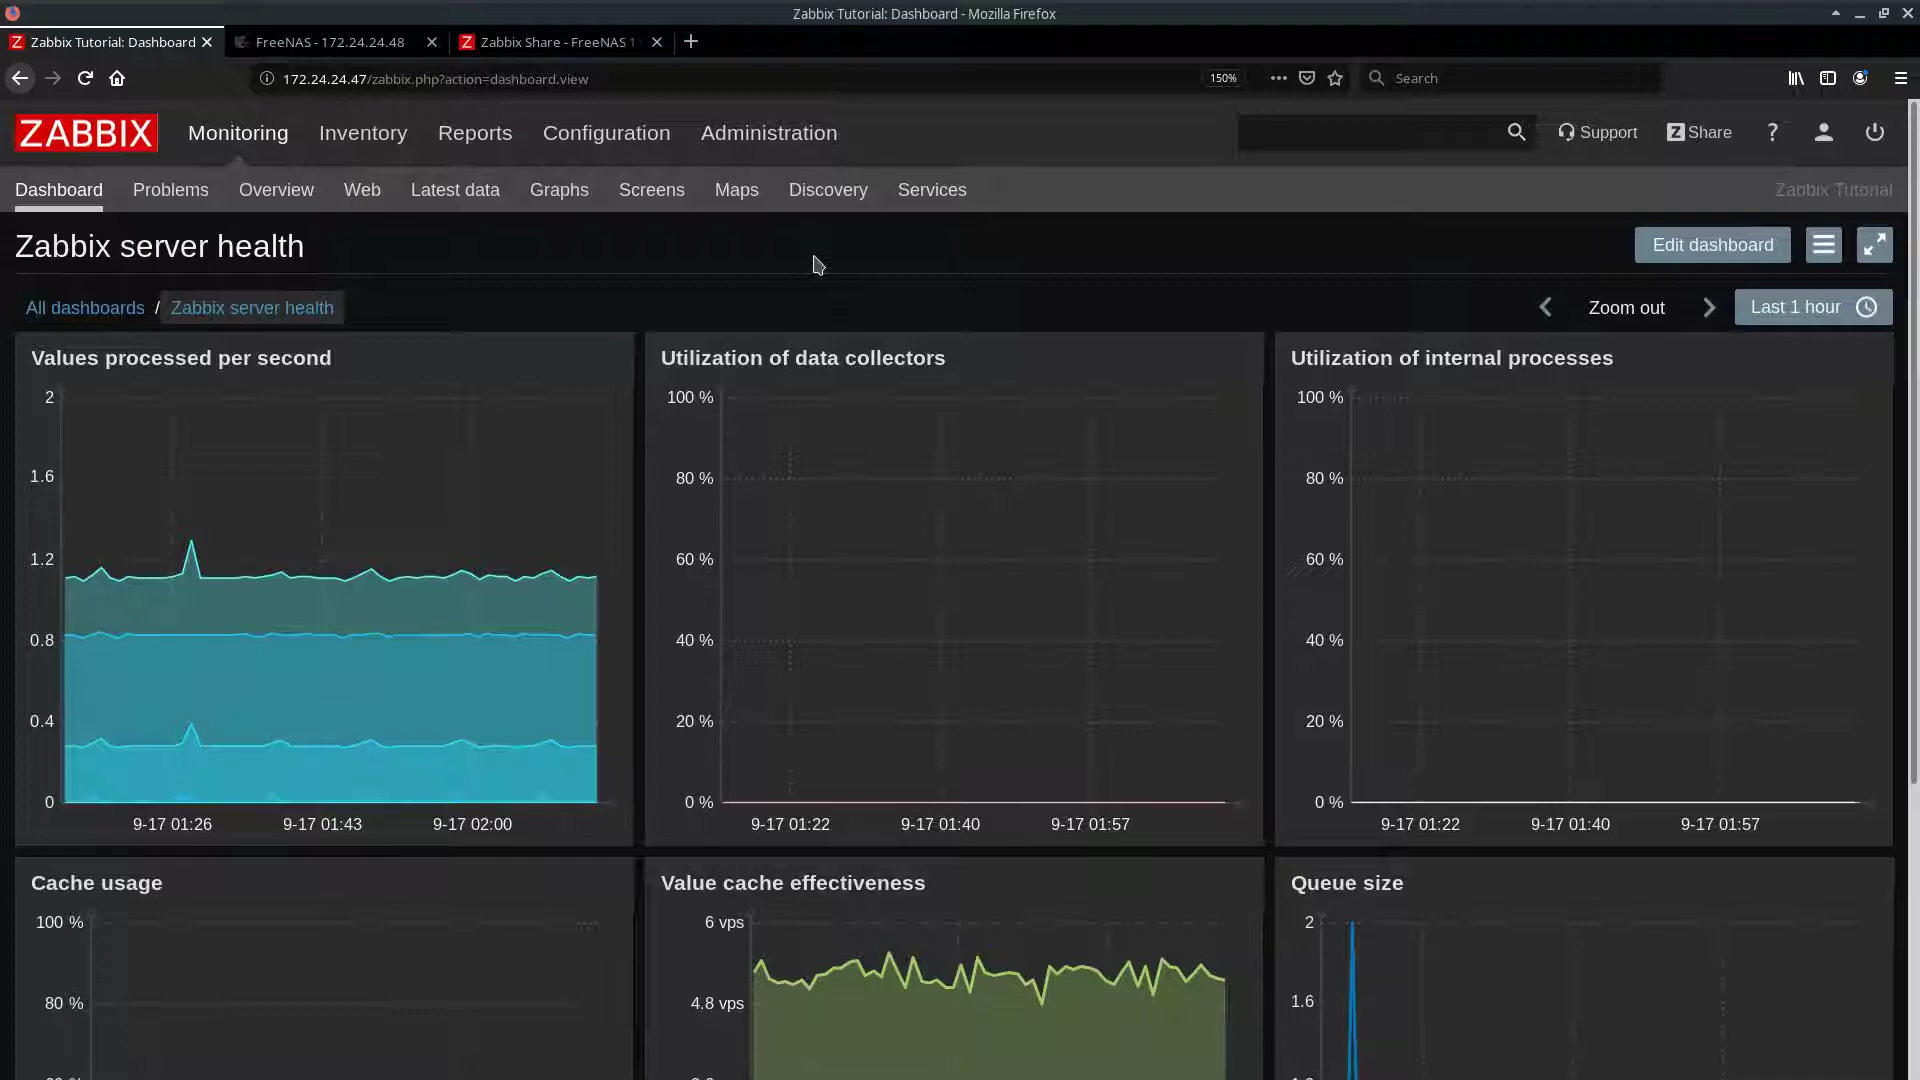 Zabbix Tutorial: Dashboard - Mozilla Firefox
Zabbix Tutorial: Dashboard
FreeNAS - 172.24.24.48
Zabbix Share - FreeNAS 1
172.24.24.47/zabbix.php?action=dashboard.view
150%
Search
ZABBIX
Monitoring
Inventory
Reports
Configuration
Administration
Support
Z Share
?
Dashboard
Problems
Overview
Web
Latest data
Graphs
Screens
Maps
Discovery
Services
Zabbix Tutorial
Zabbix server health
Edit dashboard
All dashboards / Zabbix server health
Zoom out
Last 1 hour
Values processed per second
2
1.6
1.2
0.8
0.4
0
9-17 01:26
9-17 01:43
9-17 02:00
Utilization of data collectors
100 %
80 %
60 %
40 %
20 %
0 %
9-17 01:22
9-17 01:40
9-17 01:57
Utilization of internal processes
100 %
80 %
60 %
40 %
20 %
0 %
9-17 01:22
9-17 01:40
9-17 01:57
Cache usage
100 %
80 %
Value cache effectiveness
6 vps
4.8 vps
Queue size
2
1.6